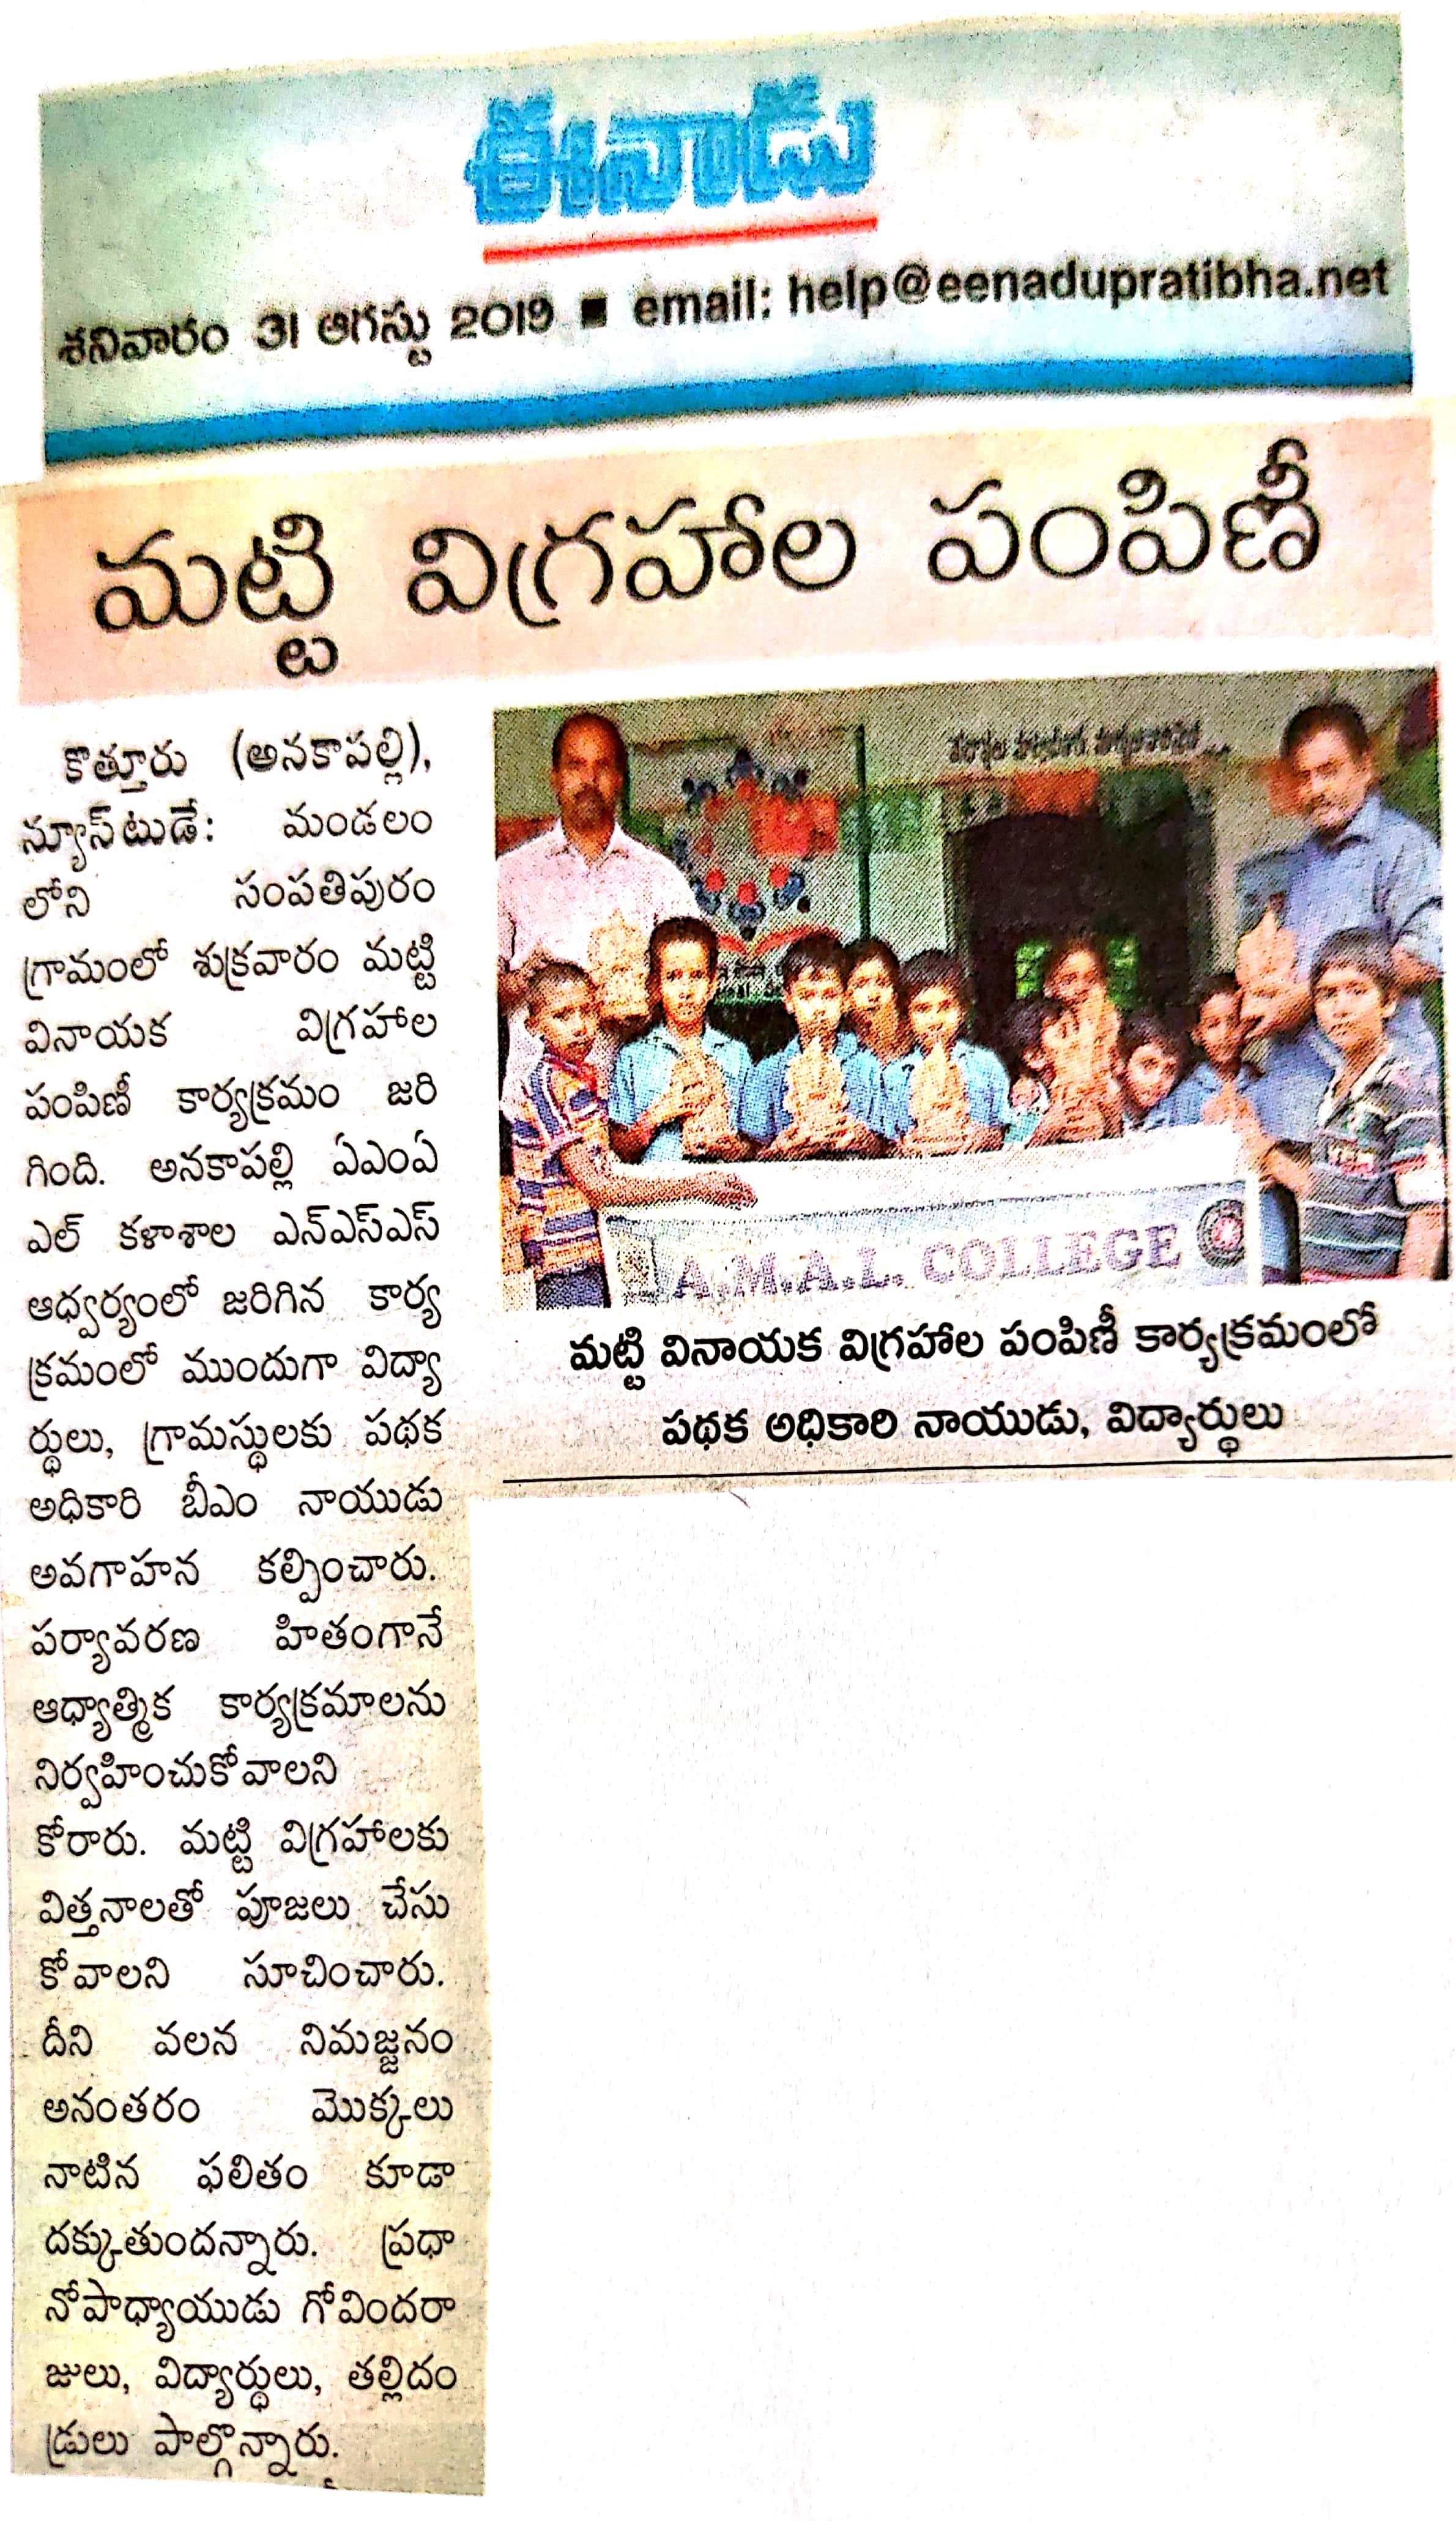 ఈనాడు
శనివారం 31 ఆగస్టు 2019 ■ email: help@eenadupratibha.net
మట్టి విగ్రహాల పంపిణీ
కొత్తూరు (అనకాపల్లి),
న్యూస్‌టుడే: మండలం
లోని సంపతిపురం
గ్రామంలో శుక్రవారం మట్టి
వినాయక విగ్రహాల
పంపిణీ కార్యక్రమం జరి
గింది. అనకాపల్లి ఏఎంఏ
ఎల్ కళాశాల ఎన్ఎస్ఎస్
ఆధ్వర్యంలో జరిగిన కార్య
క్రమంలో ముందుగా విద్యా
ర్థులు, గ్రామస్థులకు పథక
అధికారి బీఎం నాయుడు
అవగాహన కల్పించారు.
పర్యావరణ హితంగానే
ఆధ్యాత్మిక కార్యక్రమాలను
నిర్వహించుకోవాలని
కోరారు. మట్టి విగ్రహాలకు
విత్తనాలతో పూజలు చేసు
కోవాలని సూచించారు.
దీని వలన నిమజ్జనం
అనంతరం మొక్కలు
నాటిన ఫలితం కూడా
దక్కుతుందన్నారు. ప్రధా
నోపాధ్యాయుడు గోవిందరా
జులు, విద్యార్థులు, తల్లిదం
డ్రులు పాల్గొన్నారు.
A.M.A.L. COLLEGE
మట్టి వినాయక విగ్రహాల పంపిణీ కార్యక్రమంలో
పథక అధికారి నాయుడు, విద్యార్థులు